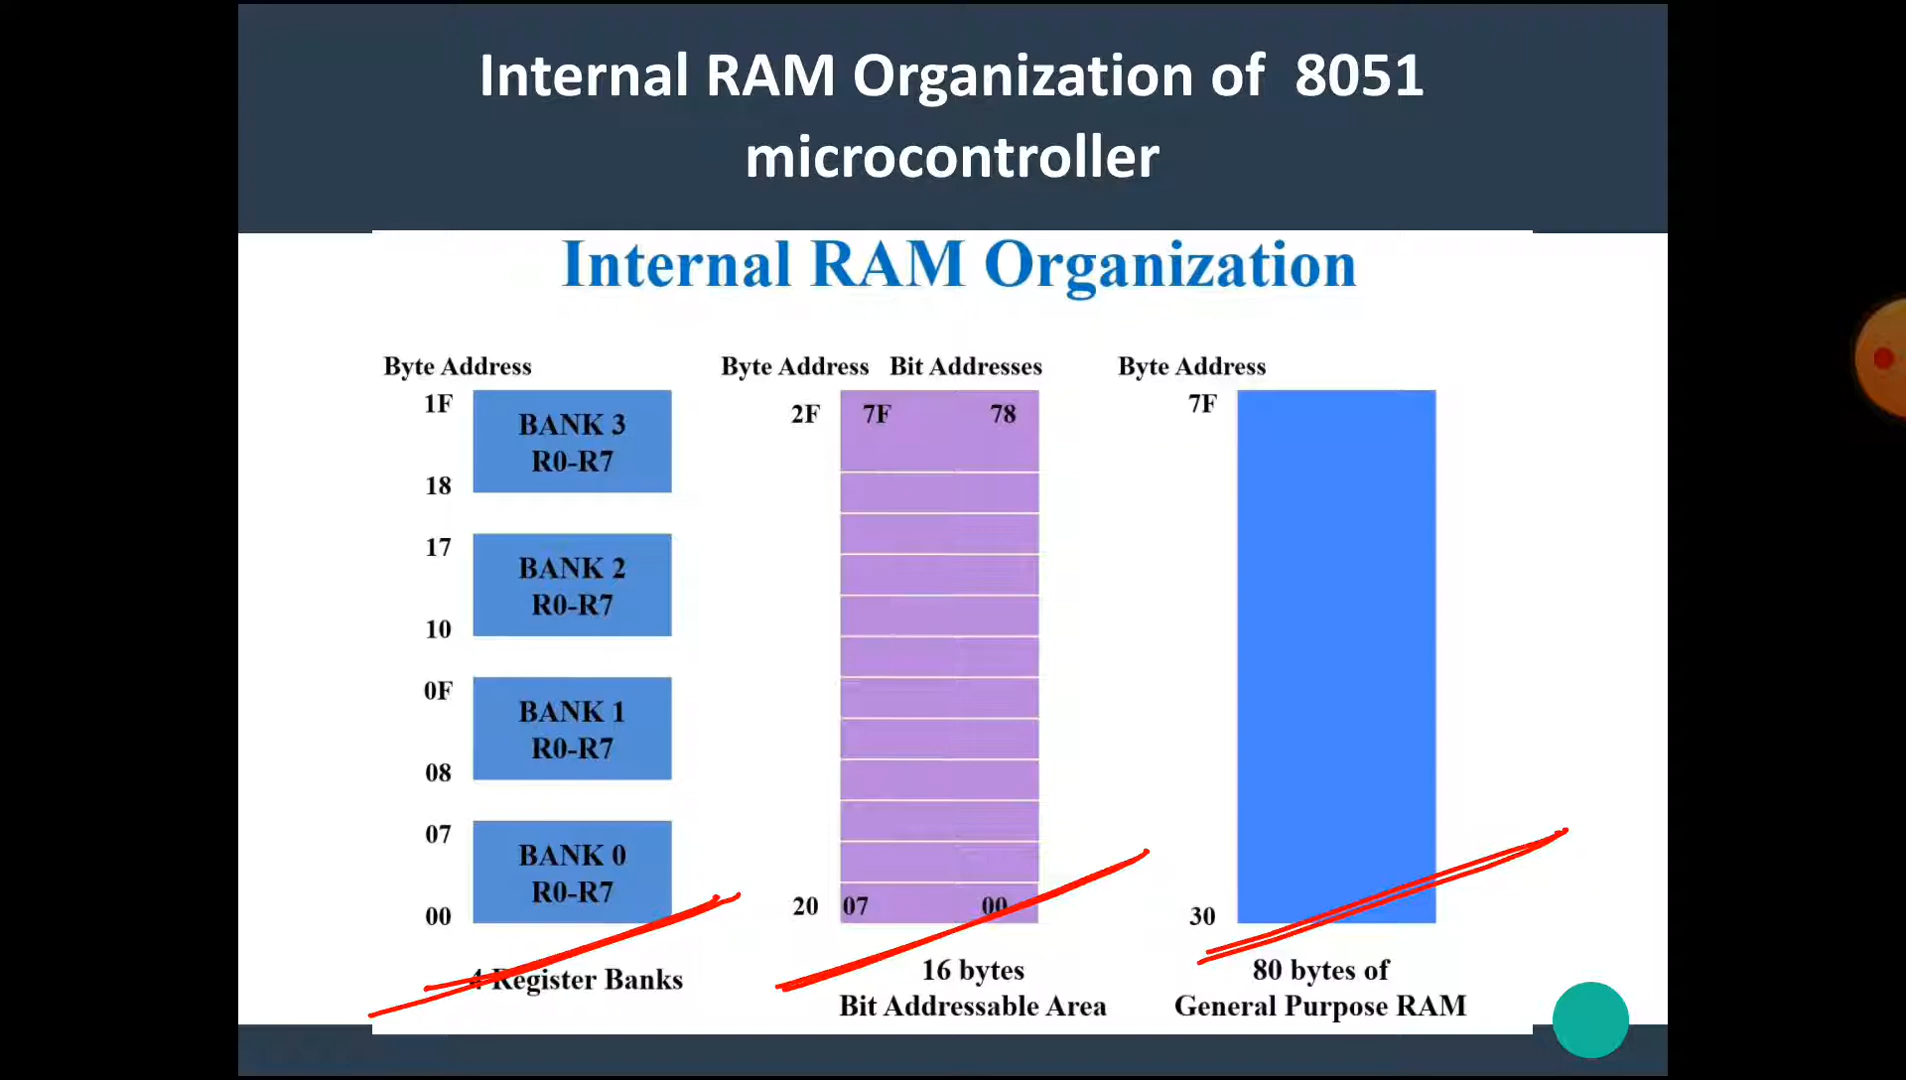 Internal RAM Organization of 8051
microcontroller
Internal RAM Organization
Byte Address
1F
BANK 3
R0-R7
18
17
BANK 2
R0-R7
10
0F
BANK 1
R0-R7
08
07
BANK 0
R0-R7
00
4 Register Banks
Byte Address Bit Addresses
2F 7F 78
20 07 00
16 bytes
Bit Addressable Area
Byte Address
7F
30
80 bytes of
General Purpose RAM